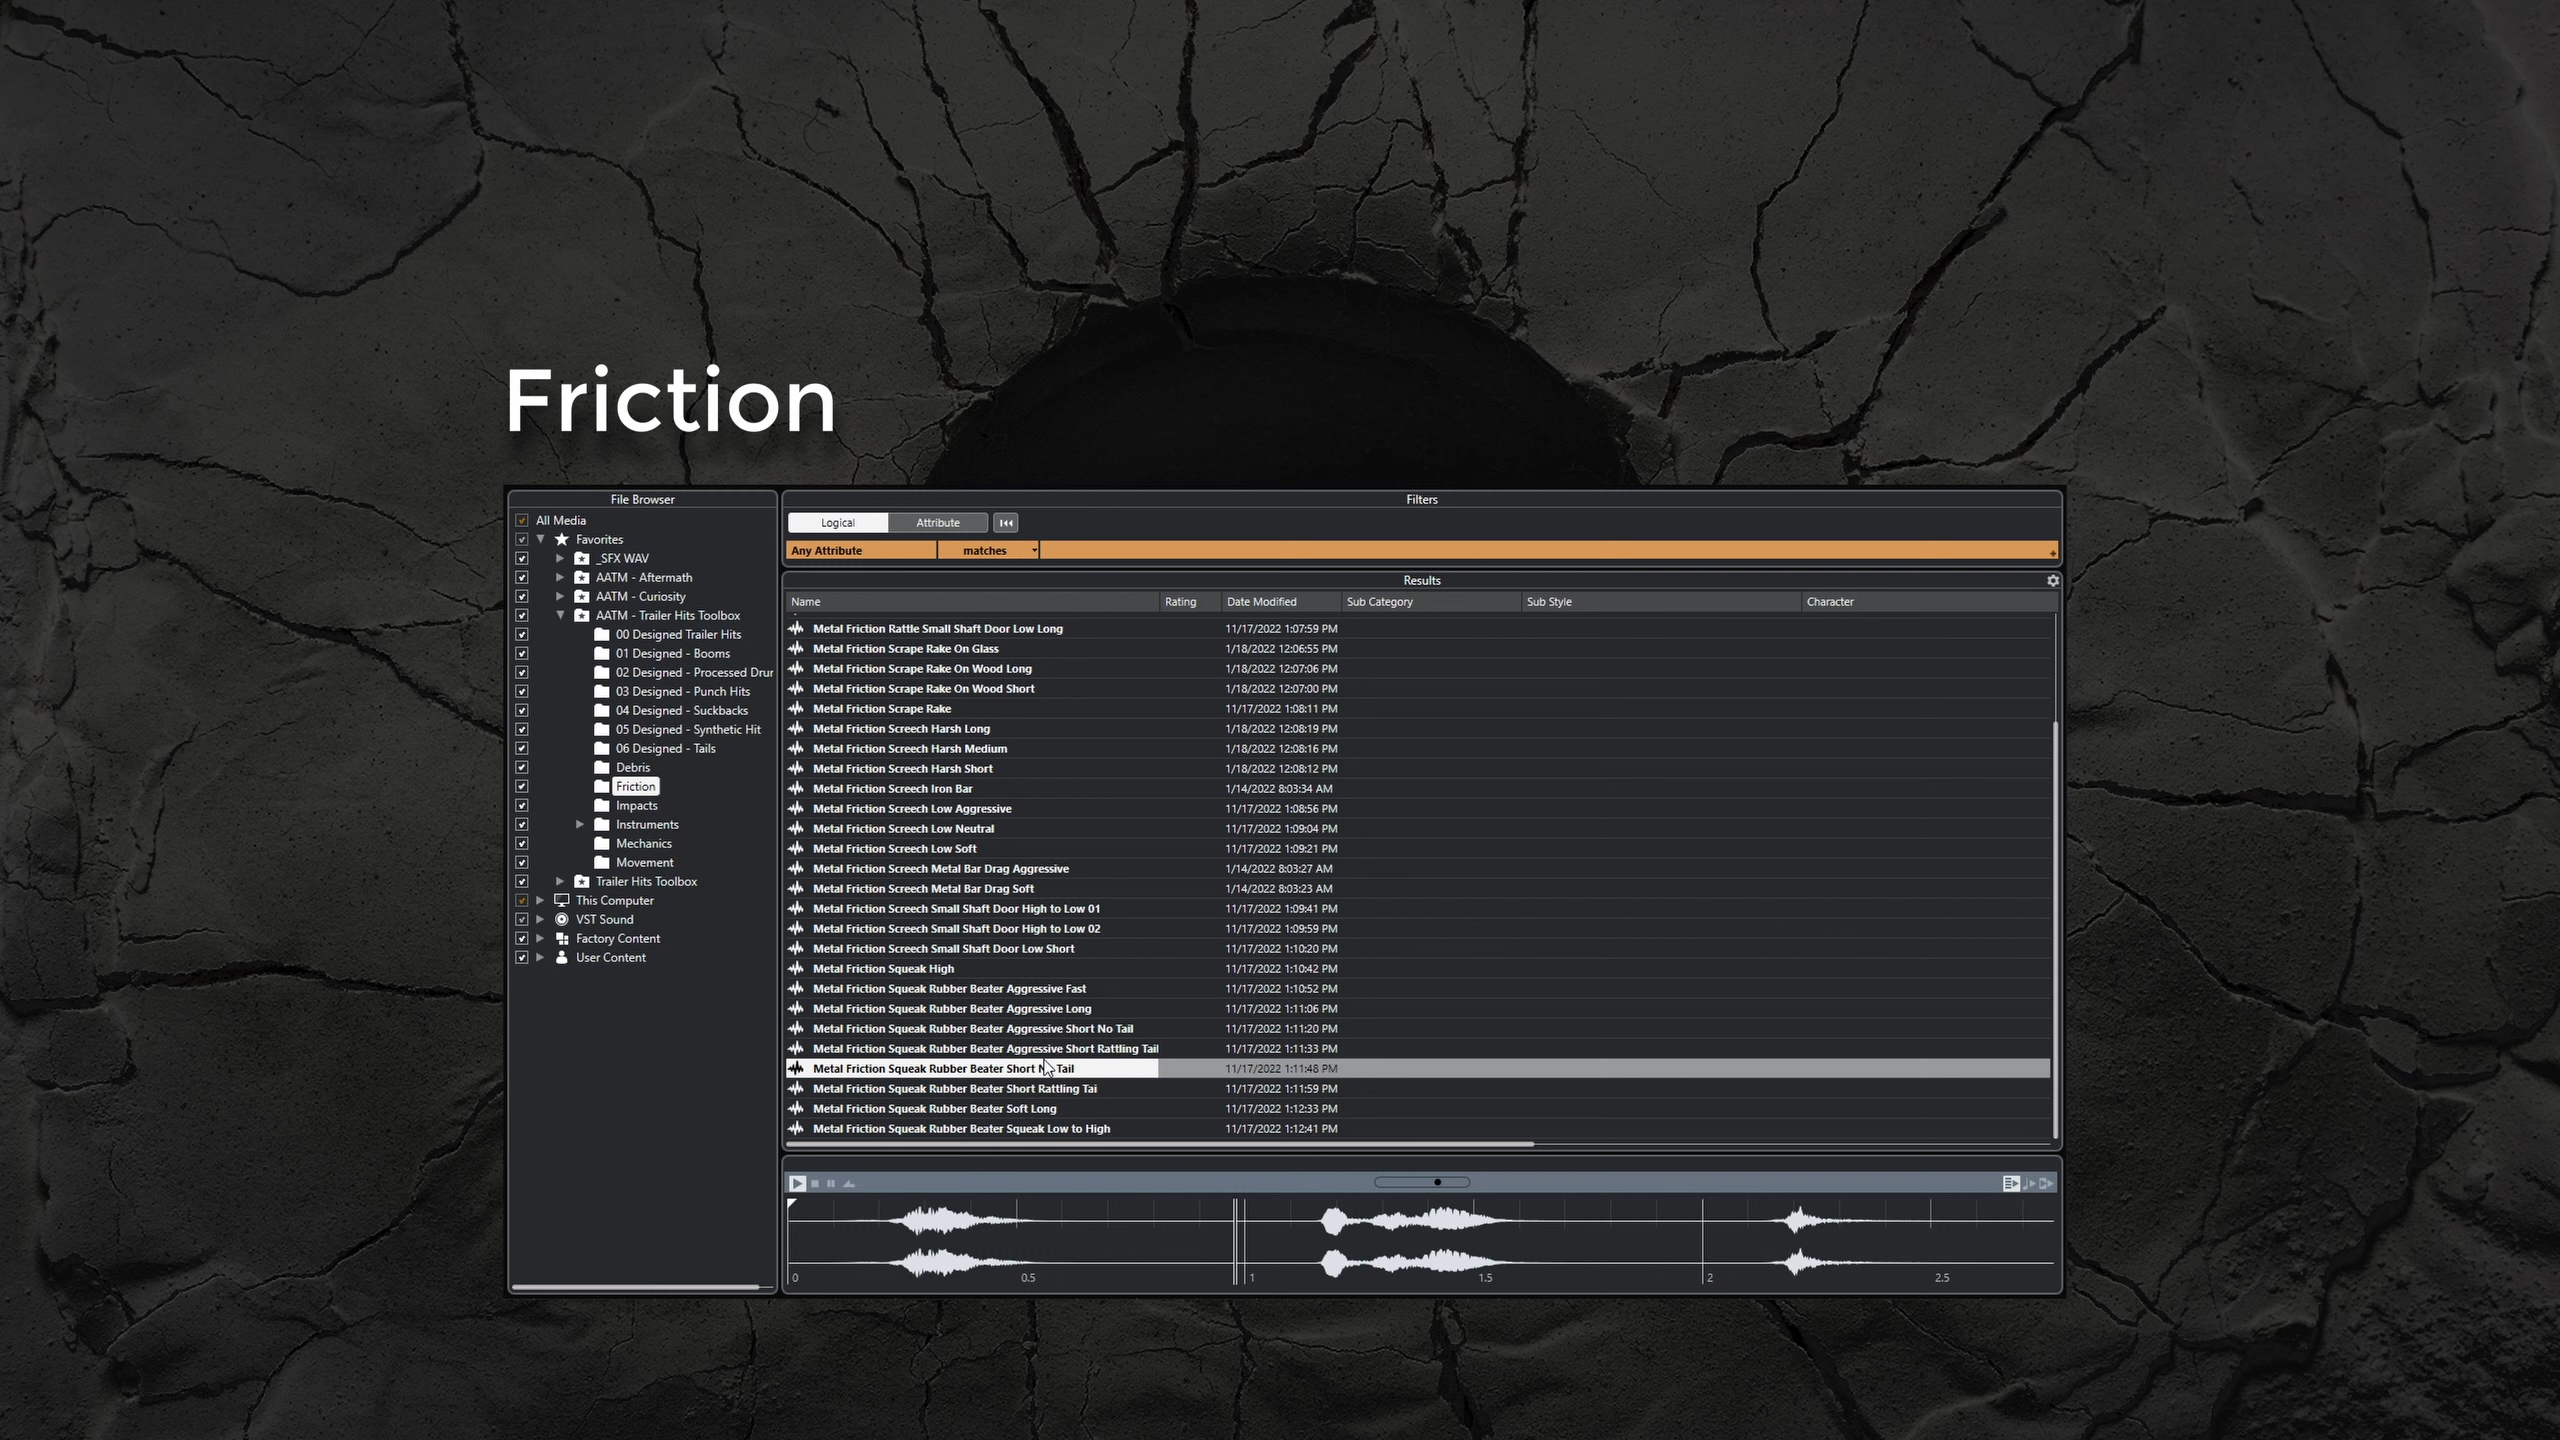 Friction
File Browser
All Media
Favorites
_SFX WAV
AATM - Aftermath
AATM - Curiosity
AATM - Trailer Hits Toolbox
00 Designed Trailer Hits
01 Designed - Booms
02 Designed - Processed Drur
03 Designed - Punch Hits
04 Designed - Suckbacks
05 Designed - Synthetic Hit
06 Designed - Tails
Debris
Friction
Impacts
Instruments
Mechanics
Movement
Trailer Hits Toolbox
This Computer
VST Sound
Factory Content
User Content
Filters
Logical Attribute
Any Attribute matches
Results
Name Rating Date Modified Sub Category Sub Style Character
Metal Friction Rattle Small Shaft Door Low Long 11/17/2022 1:07:59 PM
Metal Friction Scrape Rake On Glass 1/18/2022 12:06:55 PM
Metal Friction Scrape Rake On Wood Long 1/18/2022 12:07:06 PM
Metal Friction Scrape Rake On Wood Short 1/18/2022 12:07:00 PM
Metal Friction Scrape Rake 11/17/2022 1:08:11 PM
Metal Friction Screech Harsh Long 1/18/2022 12:08:19 PM
Metal Friction Screech Harsh Medium 1/18/2022 12:08:16 PM
Metal Friction Screech Harsh Short 1/18/2022 12:08:12 PM
Metal Friction Screech Iron Bar 1/14/2022 8:03:34 AM
Metal Friction Screech Low Aggressive 11/17/2022 1:08:56 PM
Metal Friction Screech Low Neutral 11/17/2022 1:09:04 PM
Metal Friction Screech Low Soft 11/17/2022 1:09:21 PM
Metal Friction Screech Metal Bar Drag Aggressive 1/14/2022 8:03:27 AM
Metal Friction Screech Metal Bar Drag Soft 1/14/2022 8:03:23 AM
Metal Friction Screech Small Shaft Door High to Low 01 11/17/2022 1:09:41 PM
Metal Friction Screech Small Shaft Door High to Low 02 11/17/2022 1:09:59 PM
Metal Friction Screech Small Shaft Door Low Short 11/17/2022 1:10:20 PM
Metal Friction Squeak High 11/17/2022 1:10:42 PM
Metal Friction Squeak Rubber Beater Aggressive Fast 11/17/2022 1:10:52 PM
Metal Friction Squeak Rubber Beater Aggressive Long 11/17/2022 1:11:06 PM
Metal Friction Squeak Rubber Beater Aggressive Short No Tail 11/17/2022 1:11:20 PM
Metal Friction Squeak Rubber Beater Aggressive Short Rattling Tail 11/17/2022 1:11:33 PM
Metal Friction Squeak Rubber Beater Short No Tail 11/17/2022 1:11:48 PM
Metal Friction Squeak Rubber Beater Short Rattling Tai 11/17/2022 1:11:59 PM
Metal Friction Squeak Rubber Beater Soft Long 11/17/2022 1:12:33 PM
Metal Friction Squeak Rubber Beater Squeak Low to High 11/17/2022 1:12:41 PM
0 0.5 1 1.5 2 2.5